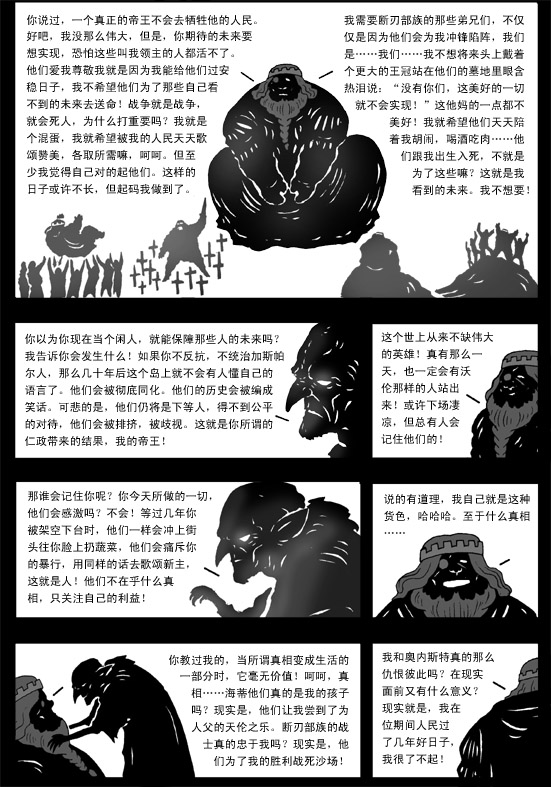 你说过，一个真正的帝王不会去牺牲他的人民。
好吧，我没那么伟大，但是，你期待的未来要
想实现，恐怕这些叫我领主的人都活不了。
他们爱我尊敬我就是因为我能给他们过安
稳日子，我不希望他们为了那些自己看
不到的未来去送命！战争就是战争，
就会死人，为什么打重要吗？我就是
个混蛋，我就希望被我的人民天天歌
颂赞美，各取所需嘛，呵呵。但至
少我觉得自己对的起他们。这样的
日子或许不长，但起码我做到了。
我需要断刃部族的那些弟兄们，不仅
仅是因为他们会为我冲锋陷阵，我们
是……我们……我不想将来头上戴着
个更大的王冠站在他们的墓地里眼含
热泪说：“没有你们，这美好的一切
就不会实现！”这他妈的一点都不
美好！我就希望他们天天陪
着我胡闹，喝酒吃肉……他
们跟我出生入死，不就是
为了这些嘛？这就是我
看到的未来。我不想要！
你以为你现在当个闲人，就能保障那些人的未来吗？
我告诉你会发生什么！如果你不反抗，不统治加斯帕
尔人，那么几十年后这个岛上就不会有人懂自己的
语言了。他们会被彻底同化。他们的历史会被编成
笑话。可悲的是，他们仍将是下等人，得不到公平
的对待，他们会被排挤，被歧视。这就是你所谓的
仁政带来的结果，我的帝王！
这个世上从来不缺伟大
的英雄！真有那么一
天，也一定会有沃
伦那样的人站出
来！或许下场凄
凉，但总有人会
记住他们的！
那谁会记住你呢？你今天所做的一切，
他们会感激吗？不会！等过几年你
被架空下台时，他们一样会冲上街
头往你脸上扔蔬菜，他们会痛斥你
的暴行，用同样的话去歌颂新主，
这就是人！他们不在乎什么真
相，只关注自己的利益！
说的有道理，我自己就是这种
货色，哈哈哈。至于什么真相
……
你教过我的，当所谓真相变成生活的
一部分时，它毫无价值！呵呵，真
相……海蒂他们真的是我的孩子
吗？现实是，他们让我尝到了为
人父的天伦之乐。断刃部族的战
士真的忠于我吗？现实是，他
们为了我的胜利战死沙场！
我和奥内斯特真的那么
仇恨彼此吗？在现实
面前又有什么意义？
现实就是，我在
位期间人民过
了几年好日子，
我很了不起！